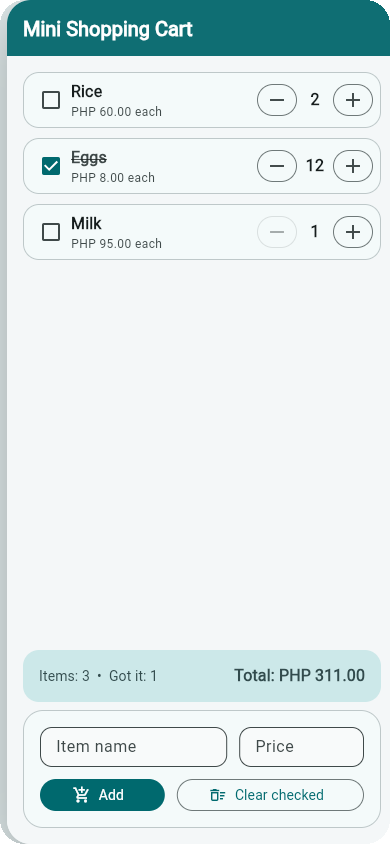 Mini Shopping Cart
Rice
PHP 60.00 each
2
Eggs
PHP 8.00 each
12
Milk
PHP 95.00 each
1
Items: 3 • Got it: 1
Total: PHP 311.00
Item name
Price
Add
Clear checked